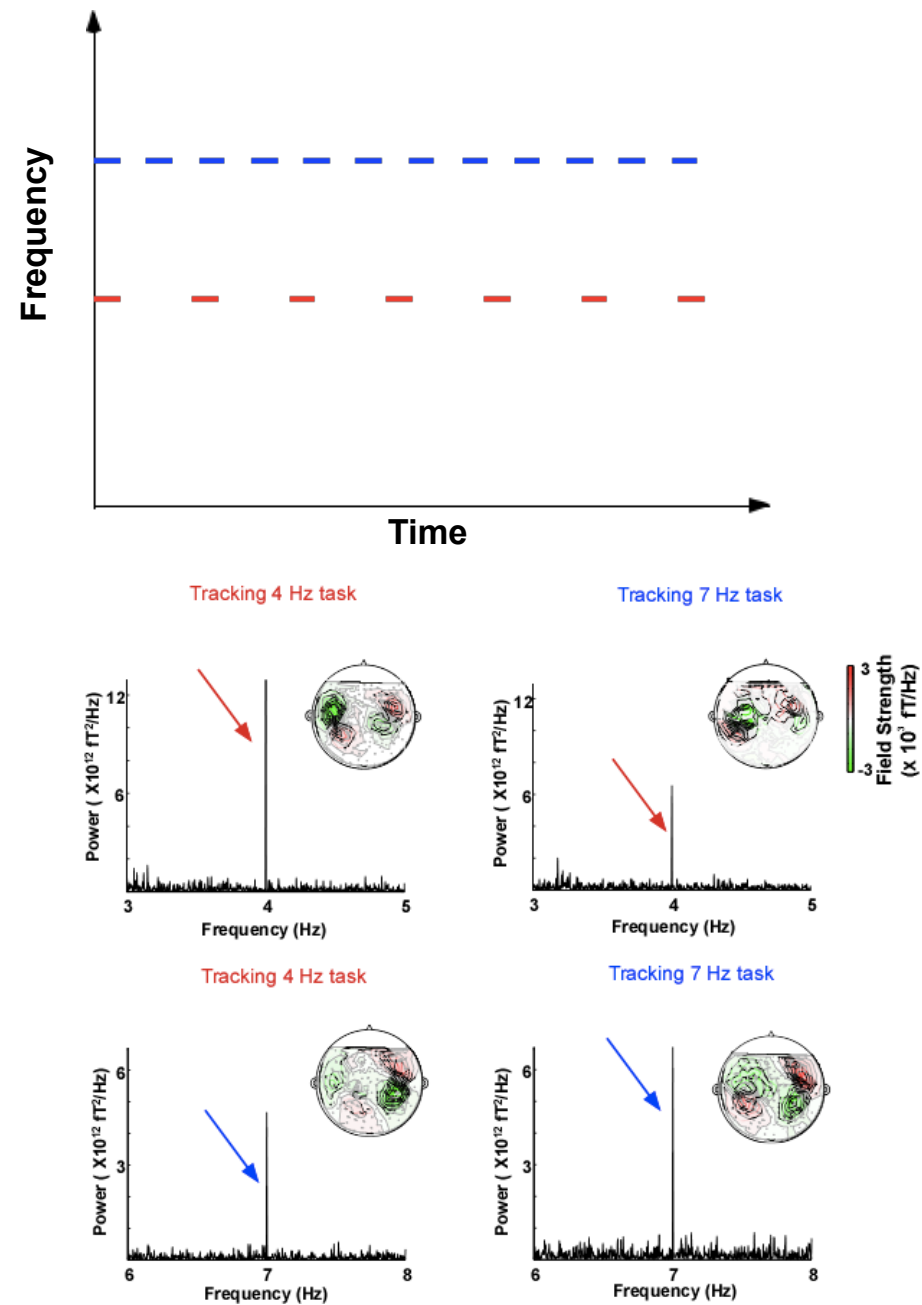 Frequency
Time
Tracking 4 Hz task
Tracking 7 Hz task
Power ( X10¹² fT²/Hz)
12
6
3
4
5
Frequency (Hz)
Power ( X10¹² fT²/Hz)
12
6
3
4
5
Frequency (Hz)
3
-3
Field Strength
(x 10³ fT/Hz)
Tracking 4 Hz task
Tracking 7 Hz task
Power ( X10¹² fT²/Hz)
6
3
6
7
8
Frequency (Hz)
Power ( X10¹² fT²/Hz)
6
3
6
7
8
Frequency (Hz)